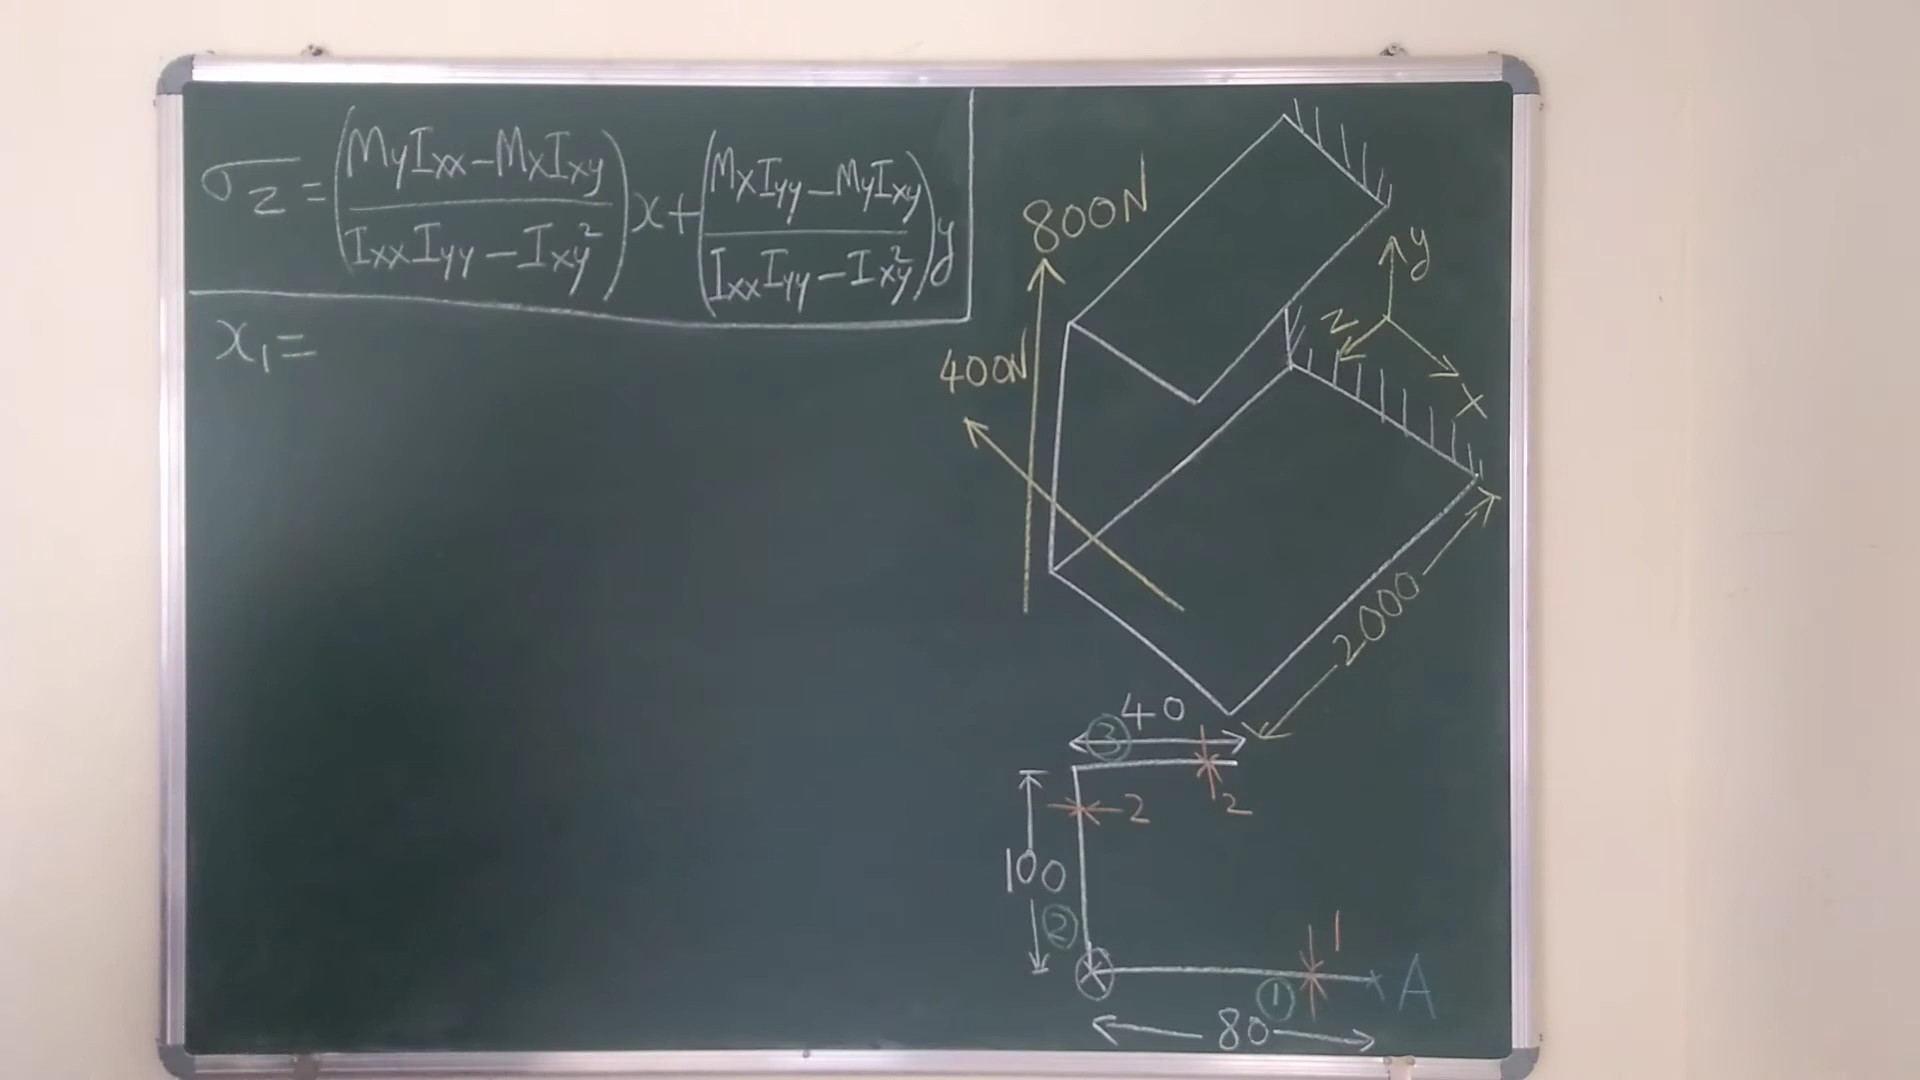 σz = (MyIxx - MxIxy / IxxIyy - Ixy²)x + (MxIyy - MyIxy / IxxIyy - Ixy²)y
x₁ =
800N
400N
y
z
x
2000
40
③
2
2
100
②
1
A
①
80